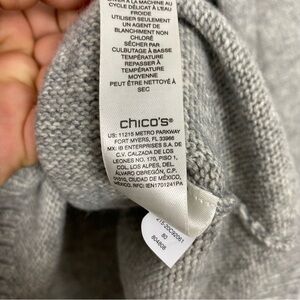 LAVER À LA MACHINE AU
CYCLE DÉLICAT À L'EAU
FROIDE
UTILISER SEULEMENT
UN AGENT DE
BLANCHIMENT NON
CHLORÉ
SÉCHER PAR
CULBUTAGE À BASSE
TEMPÉRATURE
REPASSER À
TEMPÉRATURE
MOYENNE
PEUT ÊTRE NETTOYÉ À
SEC
chico's®
US: 11215 METRO PARKWAY
FORT MYERS, FL 33966
MX: IB ENTERPRISES S.A. DE
C.V. CALZADA DE LOS
LEONES NO. 170, PISO 1,
COL. LOS ALPES, DEL.
ÁLVARO OBREGÓN, C.P.
01010, CIUDAD DE MÉXICO,
MÉXICO. RFC: IEN1701241PA
80
804808